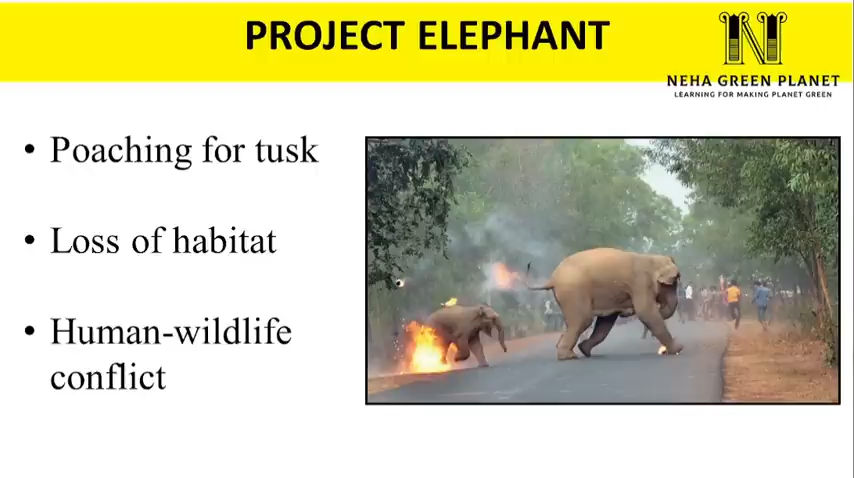 PROJECT ELEPHANT
N
NEHA GREEN PLANET
LEARNING FOR MAKING PLANET GREEN
• Poaching for tusk
• Loss of habitat
• Human-wildlife
conflict